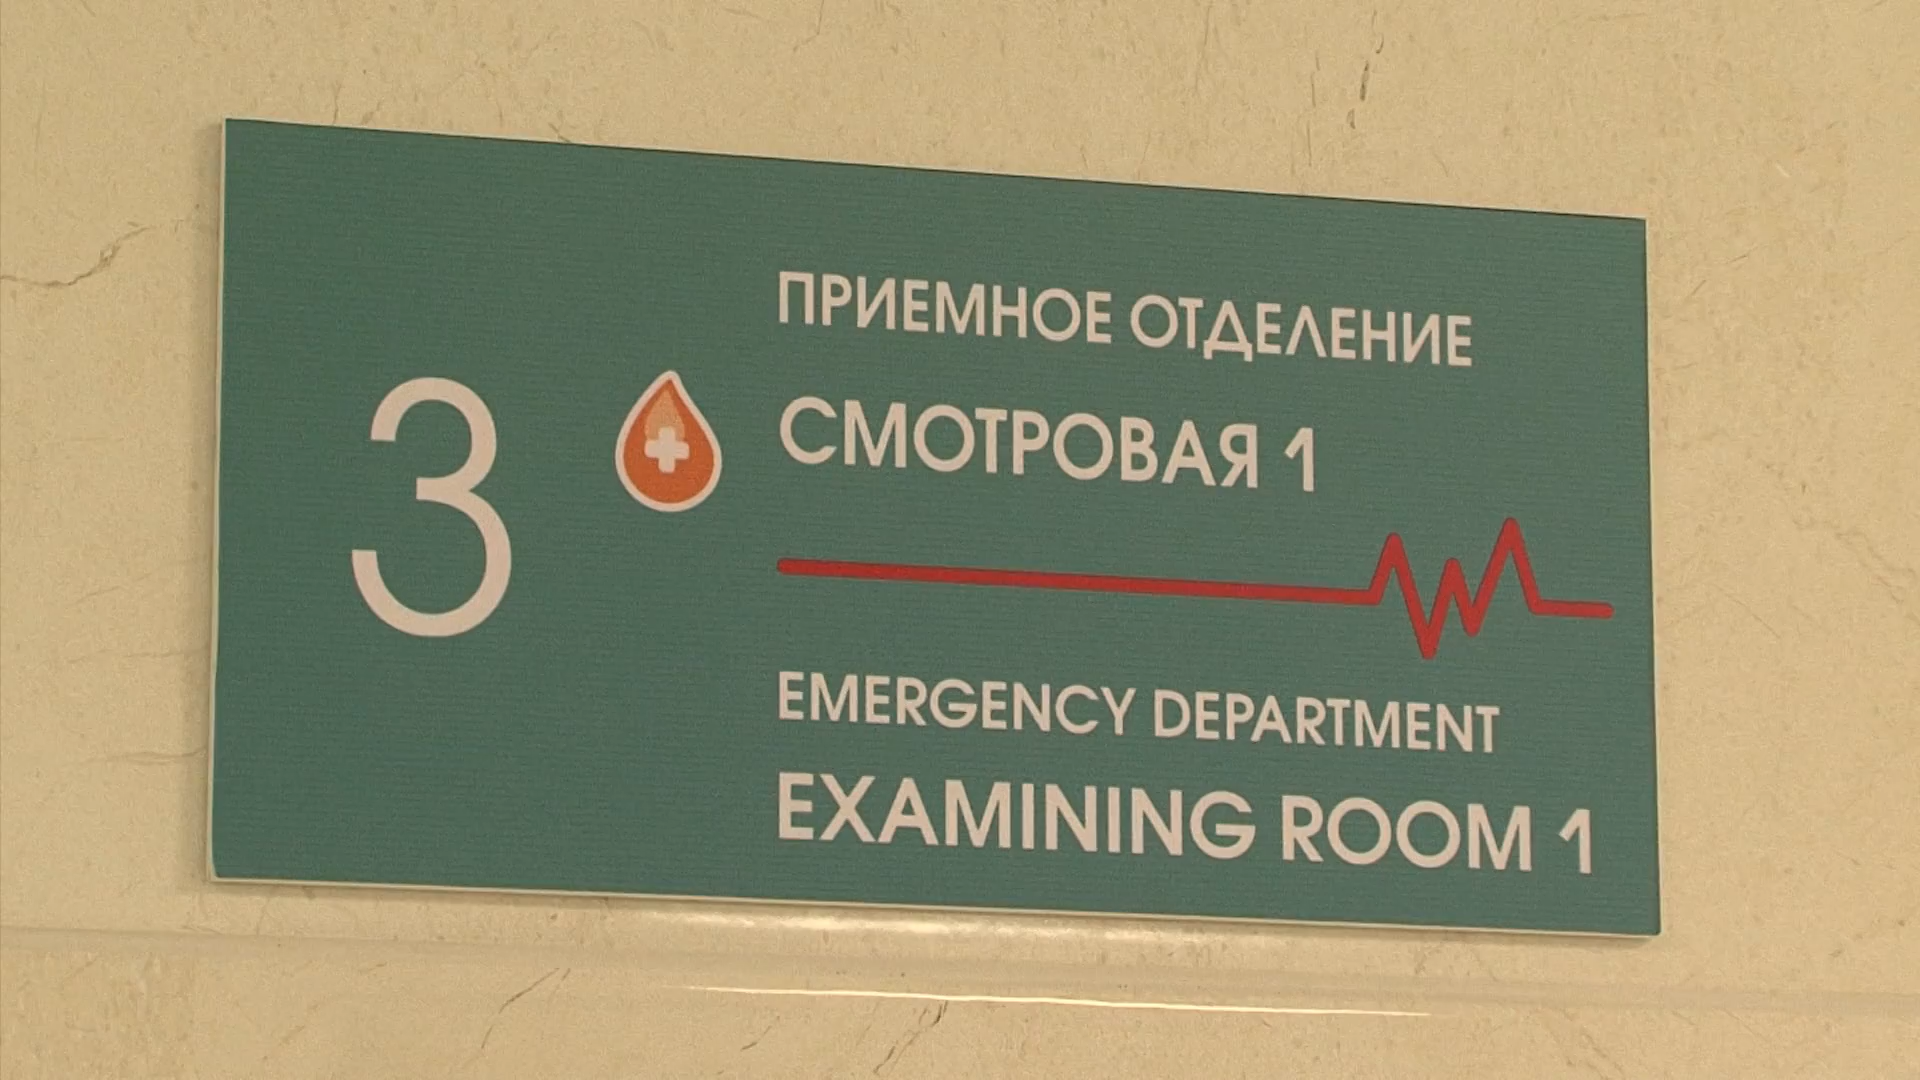 3
ПРИЕМНОЕ ОТДЕЛЕНИЕ
СМОТРОВАЯ 1
EMERGENCY DEPARTMENT
EXAMINING ROOM 1